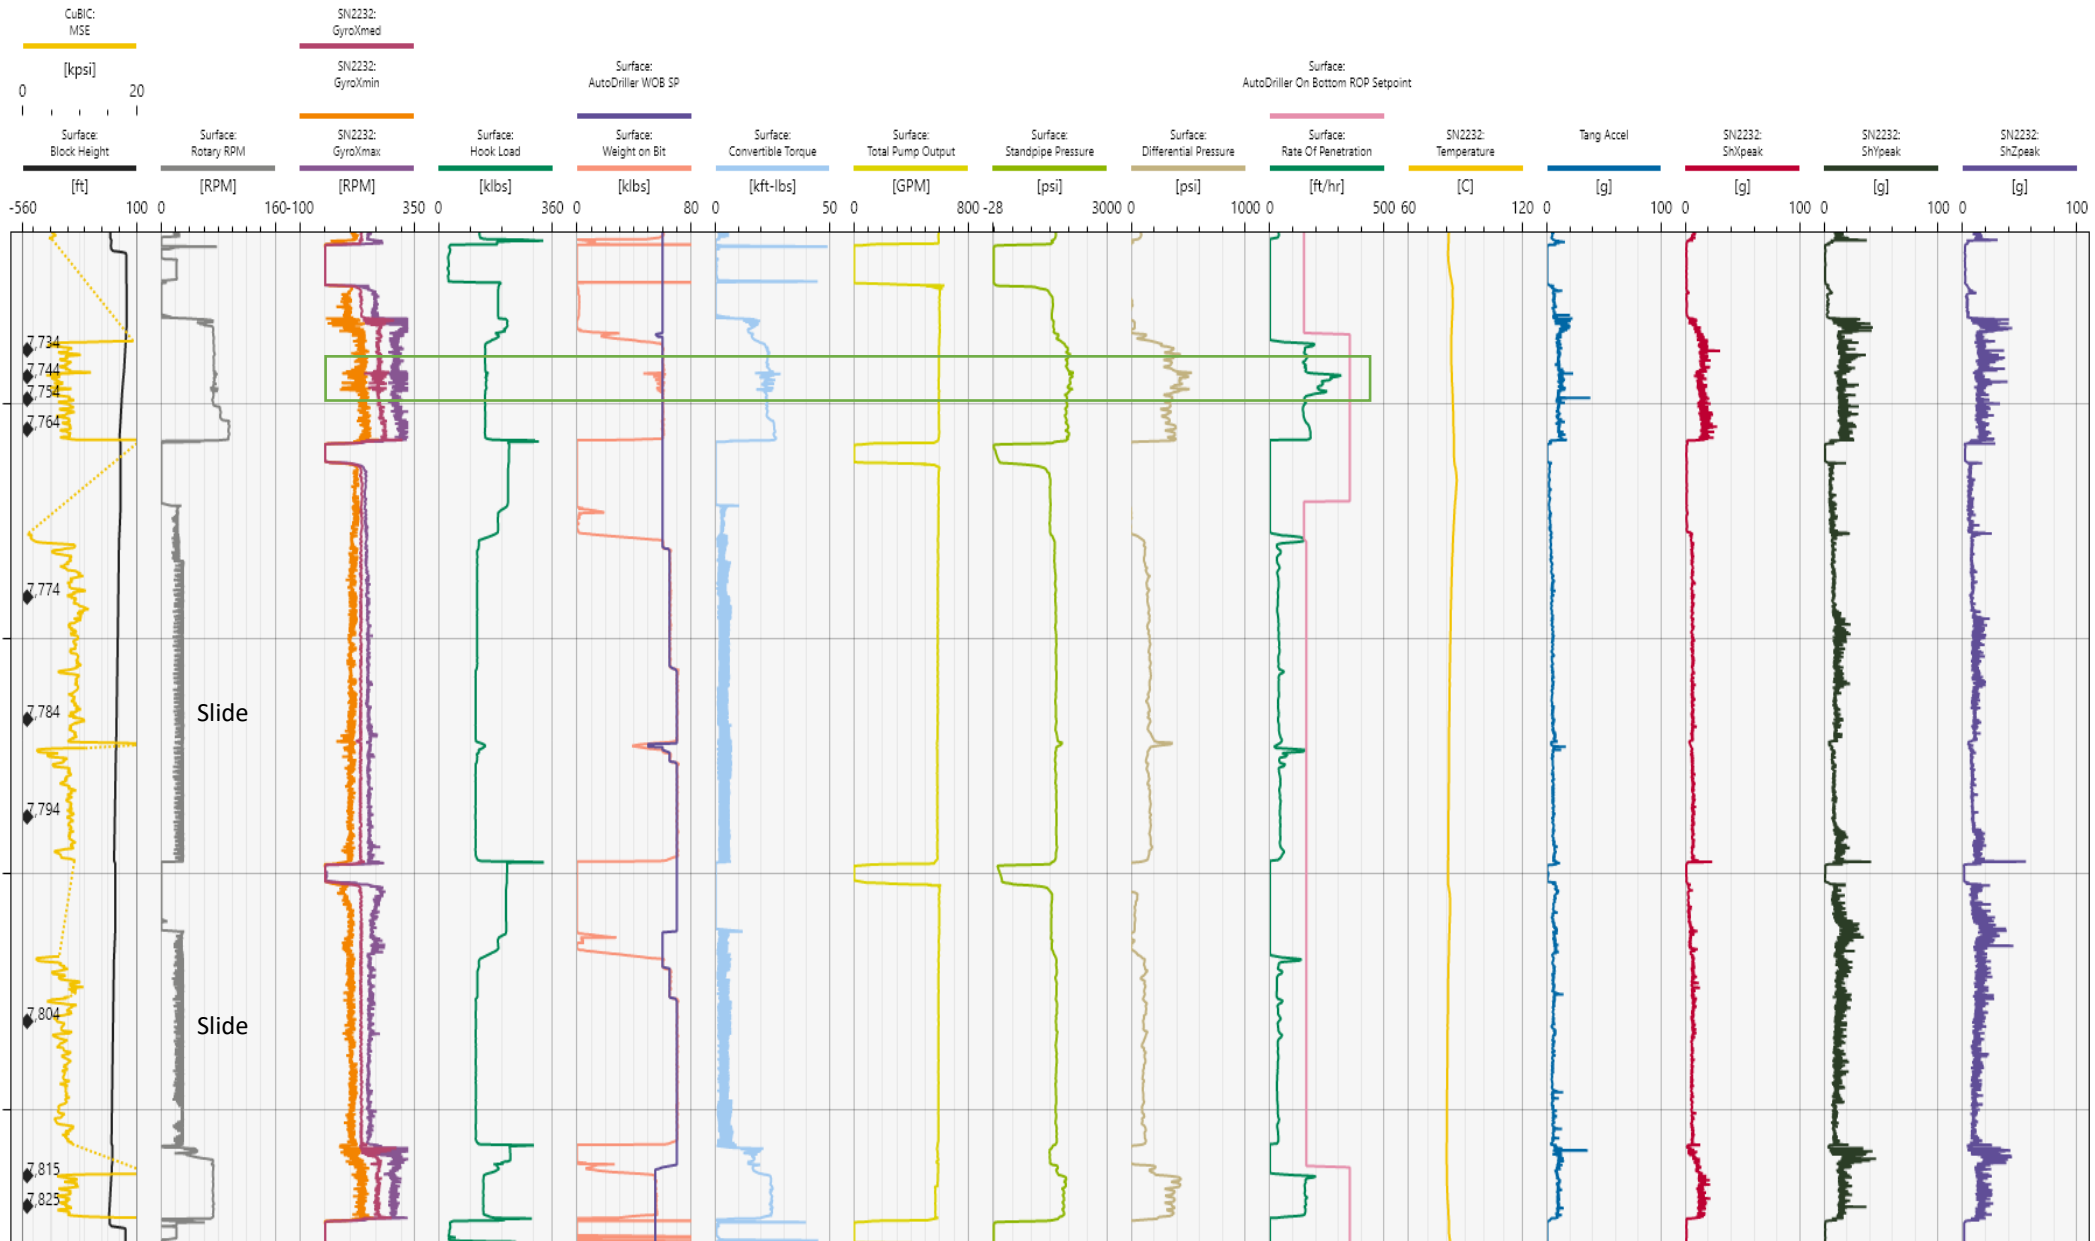 CuBIC:
MSE
[kpsi]
0 20
SN2232:
GyroXmed
SN2232:
GyroXmin
Surface:
AutoDriller WOB SP
Surface:
AutoDriller On Bottom ROP Setpoint
Surface:
Block Height
[ft]
-560 100
Surface:
Rotary RPM
[RPM]
0 160
SN2232:
GyroXmax
[RPM]
-100 350
Surface:
Hook Load
[klbs]
0 360
Surface:
Weight on Bit
[klbs]
0 80
Surface:
Convertible Torque
[kft-lbs]
0 50
Surface:
Total Pump Output
[GPM]
0 800
Surface:
Standpipe Pressure
[psi]
-28 3000
Surface:
Differential Pressure
[psi]
0 1000
Surface:
Rate Of Penetration
[ft/hr]
0 500
SN2232:
Temperature
[C]
60 120
Tang Accel
[g]
0 100
SN2232:
ShXpeak
[g]
0 100
SN2232:
ShYpeak
[g]
0 100
SN2232:
ShZpeak
[g]
0 100
7,734
7,744
7,754
7,764
7,774
7,784
Slide
7,794
7,804
Slide
7,815
7,825